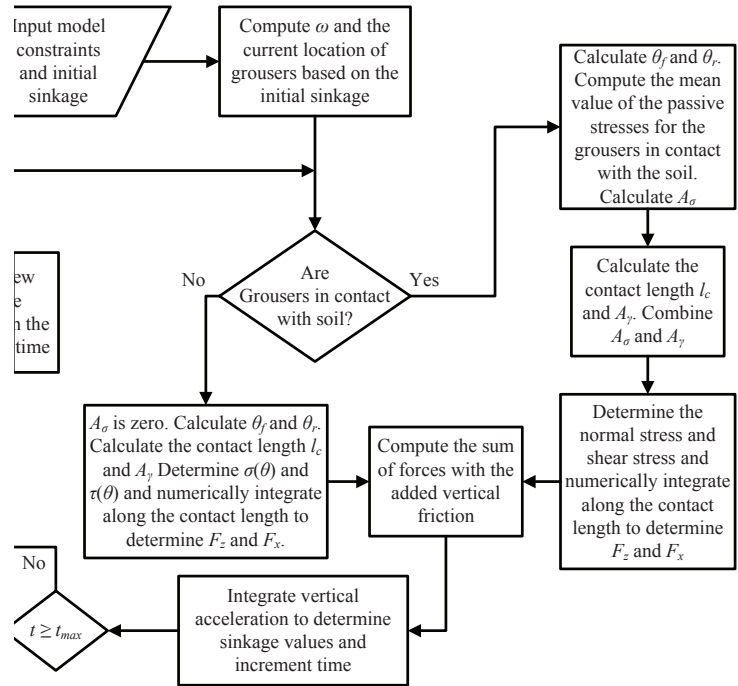 Input model
constraints
and initial
sinkage
Compute ω and the
current location of
grousers based on the
initial sinkage
Calculate θf and θr.
Compute the mean
value of the passive
stresses for the
grousers in contact
with the soil.
Calculate Aσ
No
Are
Grousers in contact
with soil?
Yes
the
time
Calculate the
contact length lc
and Aγ. Combine
Aσ and Aγ
Aσ is zero. Calculate θf and θr.
Calculate the contact length lc
and Aγ Determine σ(θ) and
τ(θ) and numerically integrate
along the contact length to
determine Fz and Fx.
Compute the sum
of forces with the
added vertical
friction
Determine the
normal stress and
shear stress and
numerically integrate
along the contact
length to determine
Fz and Fx
No
t ≥ tmax
Integrate vertical
acceleration to determine
sinkage values and
increment time